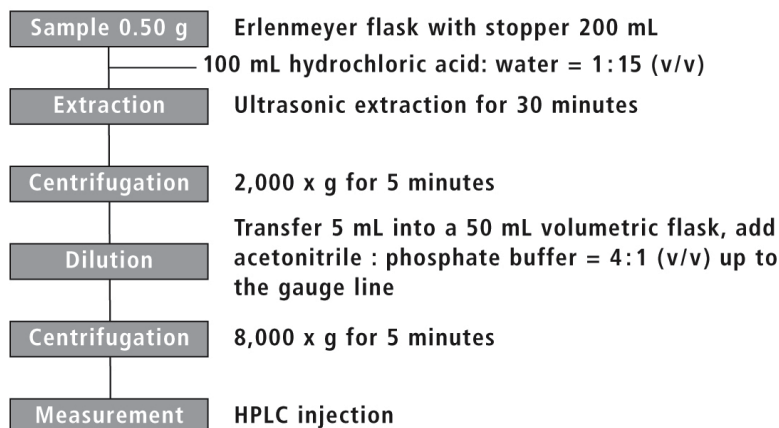 Sample 0.50 g Erlenmeyer flask with stopper 200 mL
100 mL hydrochloric acid: water = 1:15 (v/v)
Extraction Ultrasonic extraction for 30 minutes
Centrifugation 2,000 x g for 5 minutes
Transfer 5 mL into a 50 mL volumetric flask, add
Dilution acetonitrile : phosphate buffer = 4:1 (v/v) up to
the gauge line
Centrifugation 8,000 x g for 5 minutes
Measurement HPLC injection